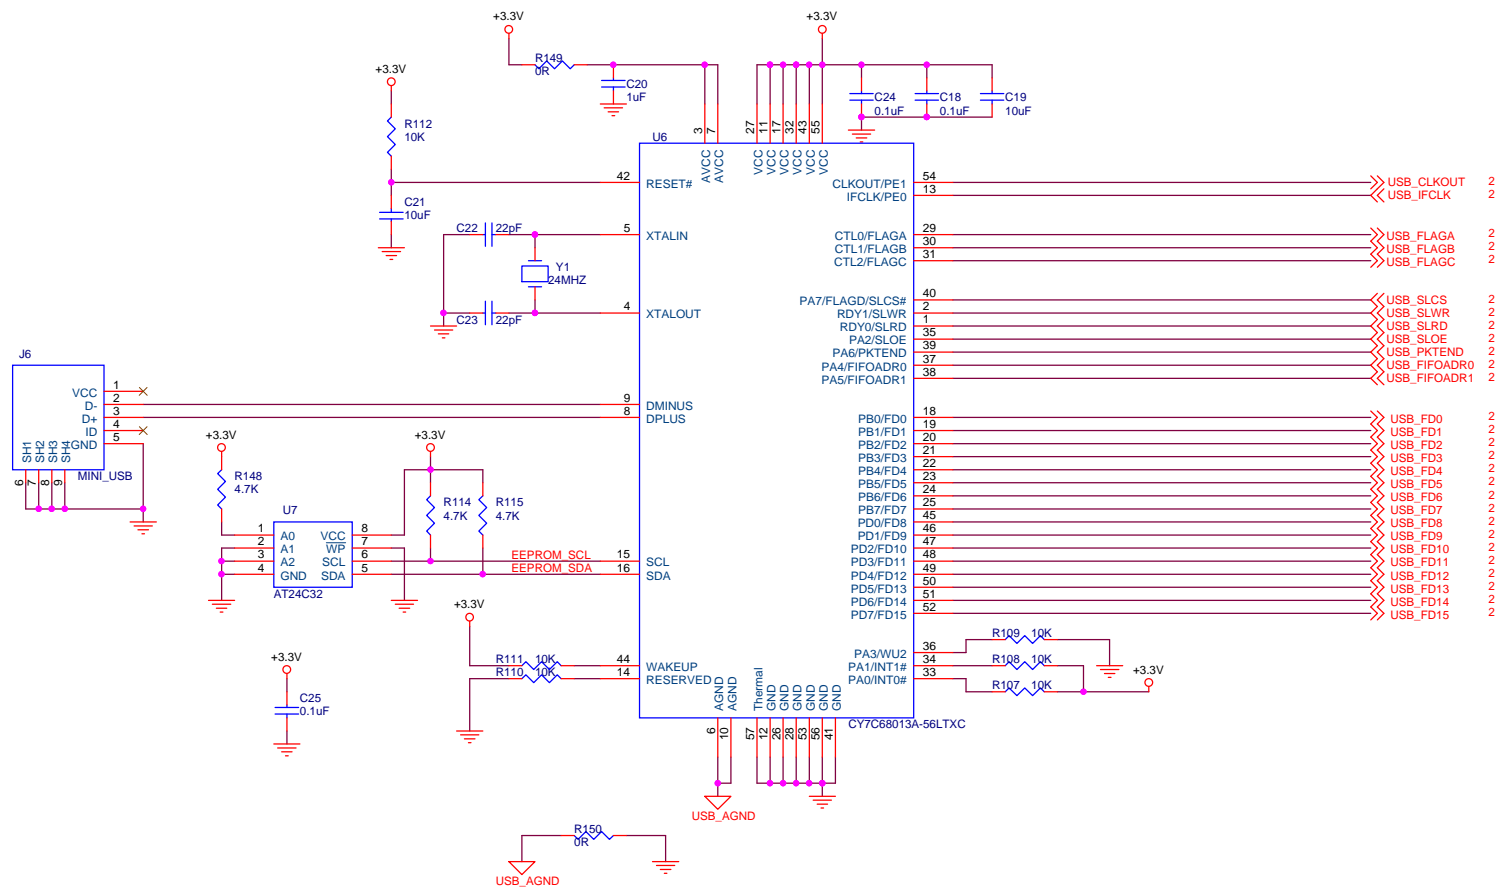 +3.3V
+3.3V
R149
0R
C20
1uF
+3.3V
R112
10K
C21
10uF
C24
0.1uF
C18
0.1uF
C19
10uF
U6
3
7
27
11
17
32
43
55
AVCC
AVCC
VCC
VCC
VCC
VCC
VCC
VCC
42 RESET#
C22 22pF
5 XTALIN
Y1
24MHZ
C23 22pF
4 XTALOUT
CLKOUT/PE1 54 USB_CLKOUT 2
IFCLK/PE0 13 USB_IFCLK 2
CTL0/FLAGA 29 USB_FLAGA 2
CTL1/FLAGB 30 USB_FLAGB 2
CTL2/FLAGC 31 USB_FLAGC 2
PA7/FLAGD/SLCS# 40 USB_SLCS 2
RDY1/SLWR 2 USB_SLWR 2
RDY0/SLRD 1 USB_SLRD 2
PA2/SLOE 35 USB_SLOE 2
PA6/PKTEND 39 USB_PKTEND 2
PA4/FIFOADR0 37 USB_FIFOADR0 2
PA5/FIFOADR1 38 USB_FIFOADR1 2
J6
VCC 1
D- 2
D+ 3
ID 4
GND 5
SH1
SH2
SH3
SH4
6
7
8
9
MINI_USB
9 DMINUS
8 DPLUS
PB0/FD0 18 USB_FD0 2
PB1/FD1 19 USB_FD1 2
PB2/FD2 20 USB_FD2 2
PB3/FD3 21 USB_FD3 2
PB4/FD4 22 USB_FD4 2
PB5/FD5 23 USB_FD5 2
PB6/FD6 24 USB_FD6 2
PB7/FD7 25 USB_FD7 2
PD0/FD8 45 USB_FD8 2
PD1/FD9 46 USB_FD9 2
PD2/FD10 47 USB_FD10 2
PD3/FD11 48 USB_FD11 2
PD4/FD12 49 USB_FD12 2
PD5/FD13 50 USB_FD13 2
PD6/FD14 51 USB_FD14 2
PD7/FD15 52 USB_FD15 2
+3.3V
R148
4.7K
+3.3V
R114
4.7K
R115
4.7K
U7
1 A0 VCC 8
2 A1 WP 7
3 A2 SCL 6
4 GND SDA 5
AT24C32
EEPROM_SCL 15 SCL
EEPROM_SDA 16 SDA
+3.3V
R111 10K 44 WAKEUP
R110 10K 14 RESERVED
PA3/WU2 36 R109 10K
PA1/INT1# 34 R108 10K
PA0/INT0# 33 R107 10K
+3.3V
+3.3V
C25
0.1uF
AGND
AGND
Thermal
GND
GND
GND
GND
GND
GND
CY7C68013A-56LTXC
6
10
57
12
26
28
53
56
41
USB_AGND
R150
0R
USB_AGND